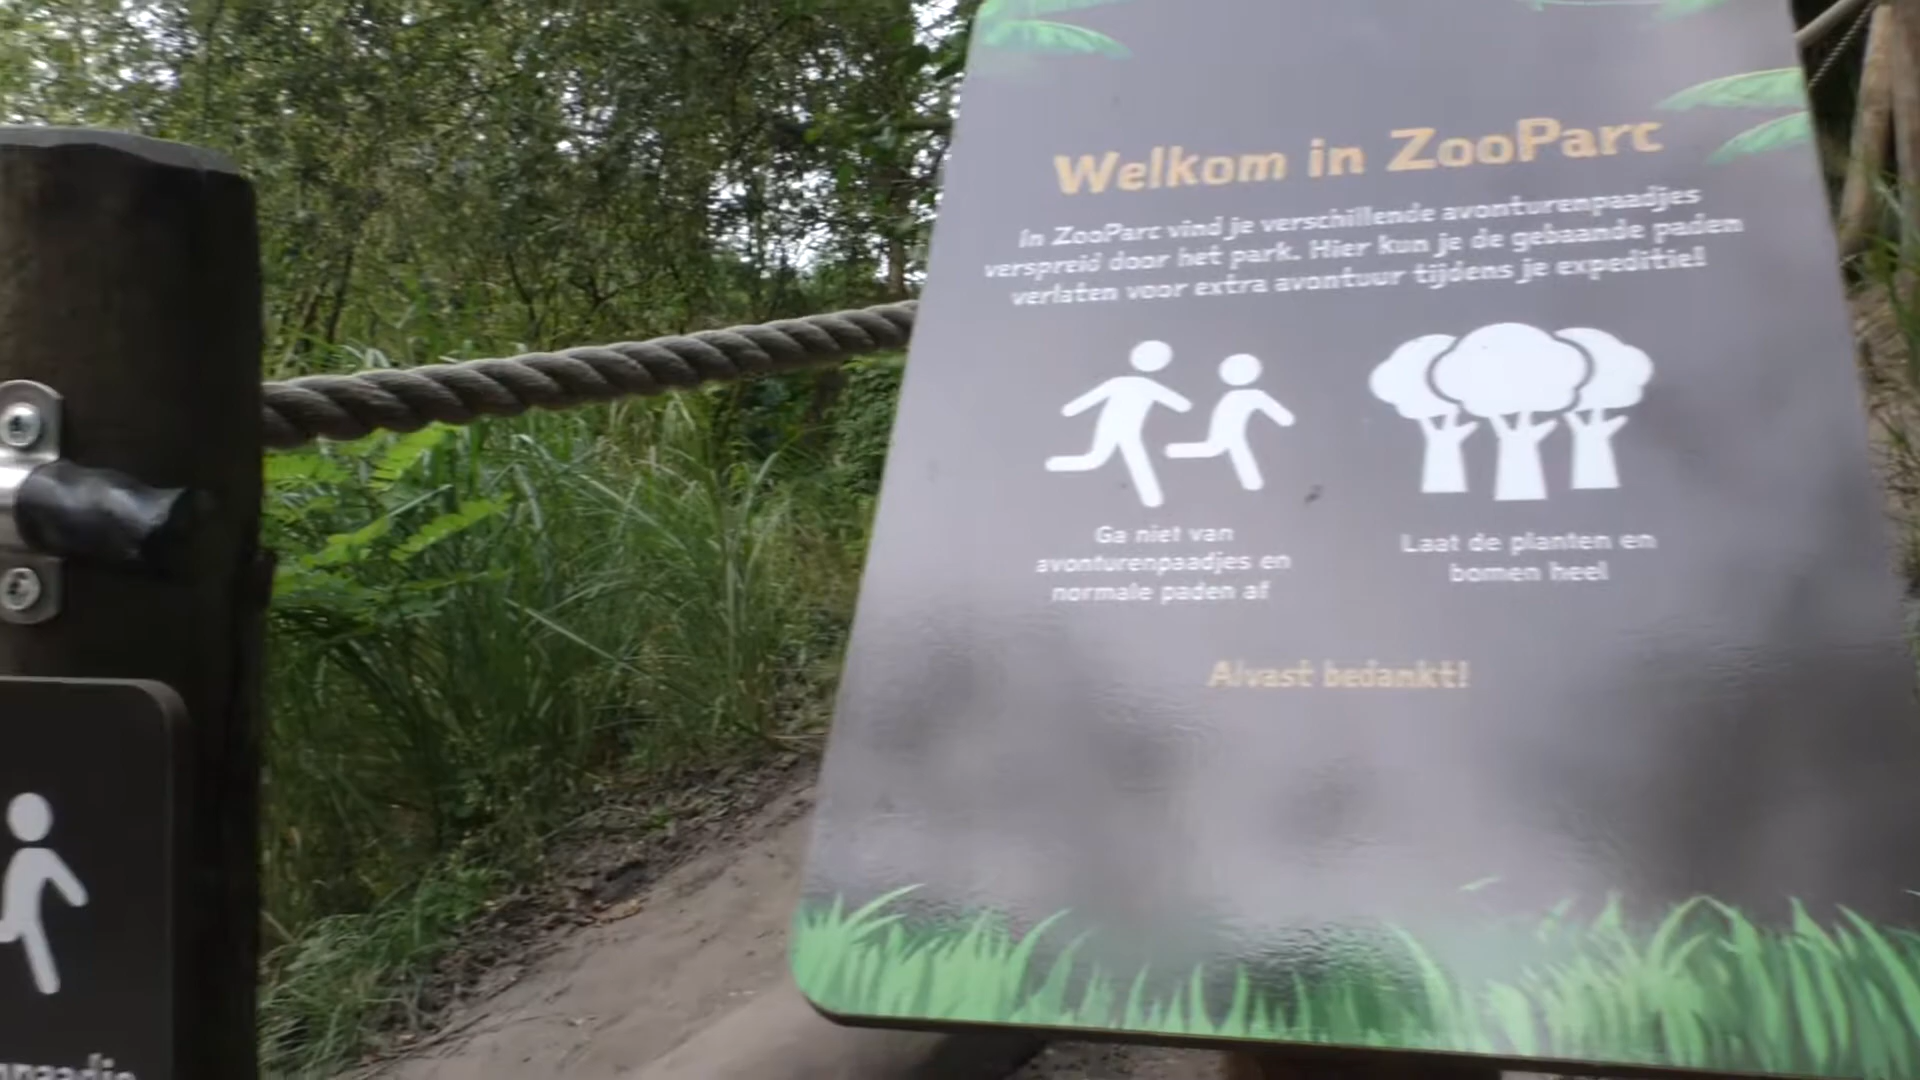 Welkom in ZooParc
In ZooParc vind je verschillende avonturenpaadjes
verspreid door het park. Hier kun je de gebaande paden
verlaten voor extra avontuur tijdens je expeditie!
Ga niet van
avonturenpaadjes en
normale paden af
Laat de planten en
bomen heel
Alvast bedankt!